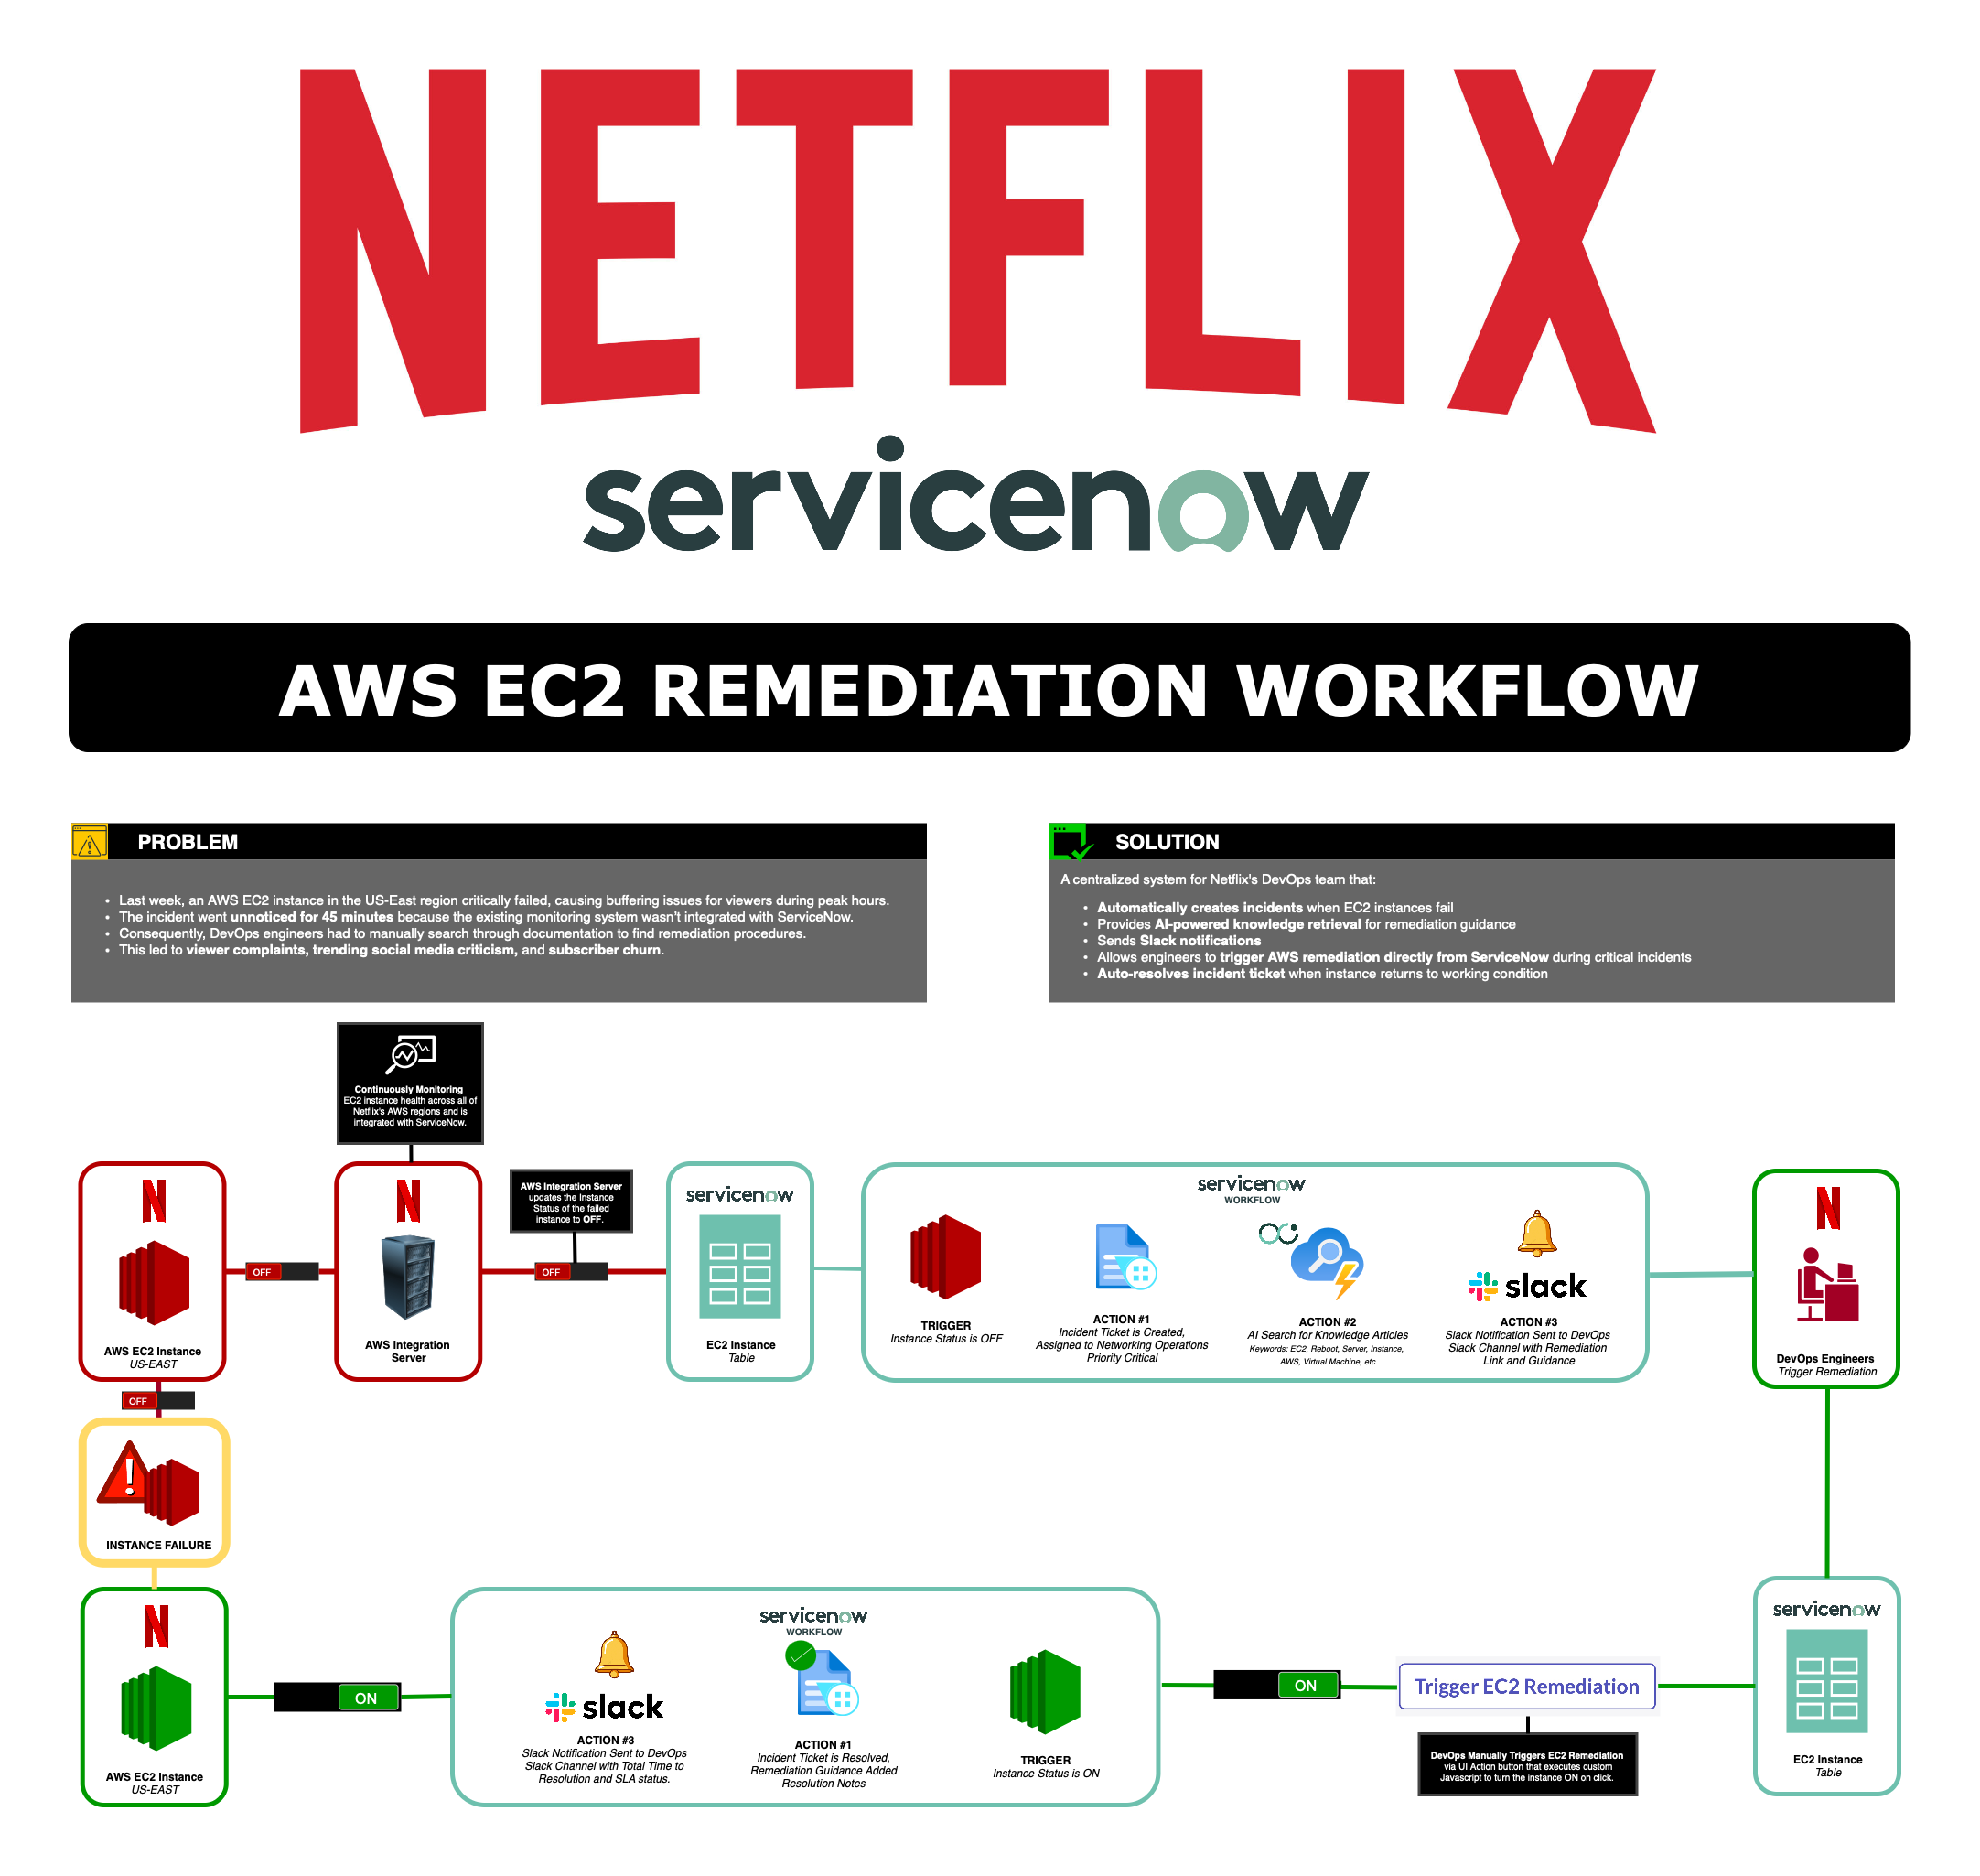 NETFLIX
servicenow
AWS EC2 REMEDIATION WORKFLOW
PROBLEM
• Last week, an AWS EC2 instance in the US-East region critically failed, causing buffering issues for viewers during peak hours.
• The incident went unnoticed for 45 minutes because the existing monitoring system wasn't integrated with ServiceNow.
• Consequently, DevOps engineers had to manually search through documentation to find remediation procedures.
• This led to viewer complaints, trending social media criticism, and subscriber churn.
SOLUTION
A centralized system for Netflix's DevOps team that:
• Automatically creates incidents when EC2 instances fail
• Provides AI-powered knowledge retrieval for remediation guidance
• Sends Slack notifications
• Allows engineers to trigger AWS remediation directly from ServiceNow during critical incidents
• Auto-resolves incident ticket when instance returns to working condition
Continuously Monitoring
EC2 instance health across all of
Netflix's AWS regions and is
integrated with ServiceNow.
N
AWS EC2 Instance
US-EAST
OFF
N
AWS Integration
Server
AWS Integration Server
updates the Instance
Status of the failed
instance to OFF.
OFF
servicenow
EC2 Instance
Table
servicenow
WORKFLOW
TRIGGER
Instance Status is OFF
ACTION #1
Incident Ticket is Created,
Assigned to Networking Operations
Priority Critical
ACTION #2
AI Search for Knowledge Articles
Keywords: EC2, Reboot, Server, Instance,
AWS, Virtual Machine, etc
slack
ACTION #3
Slack Notification Sent to DevOps
Slack Channel with Remediation
Link and Guidance
N
DevOps Engineers
Trigger Remediation
OFF
INSTANCE FAILURE
N
AWS EC2 Instance
US-EAST
ON
servicenow
WORKFLOW
slack
ACTION #3
Slack Notification Sent to DevOps
Slack Channel with Total Time to
Resolution and SLA status.
ACTION #1
Incident Ticket is Resolved,
Remediation Guidance Added
Resolution Notes
TRIGGER
Instance Status is ON
ON
Trigger EC2 Remediation
DevOps Manually Triggers EC2 Remediation
via UI Action button that executes custom
Javascript to turn the instance ON on click.
servicenow
EC2 Instance
Table